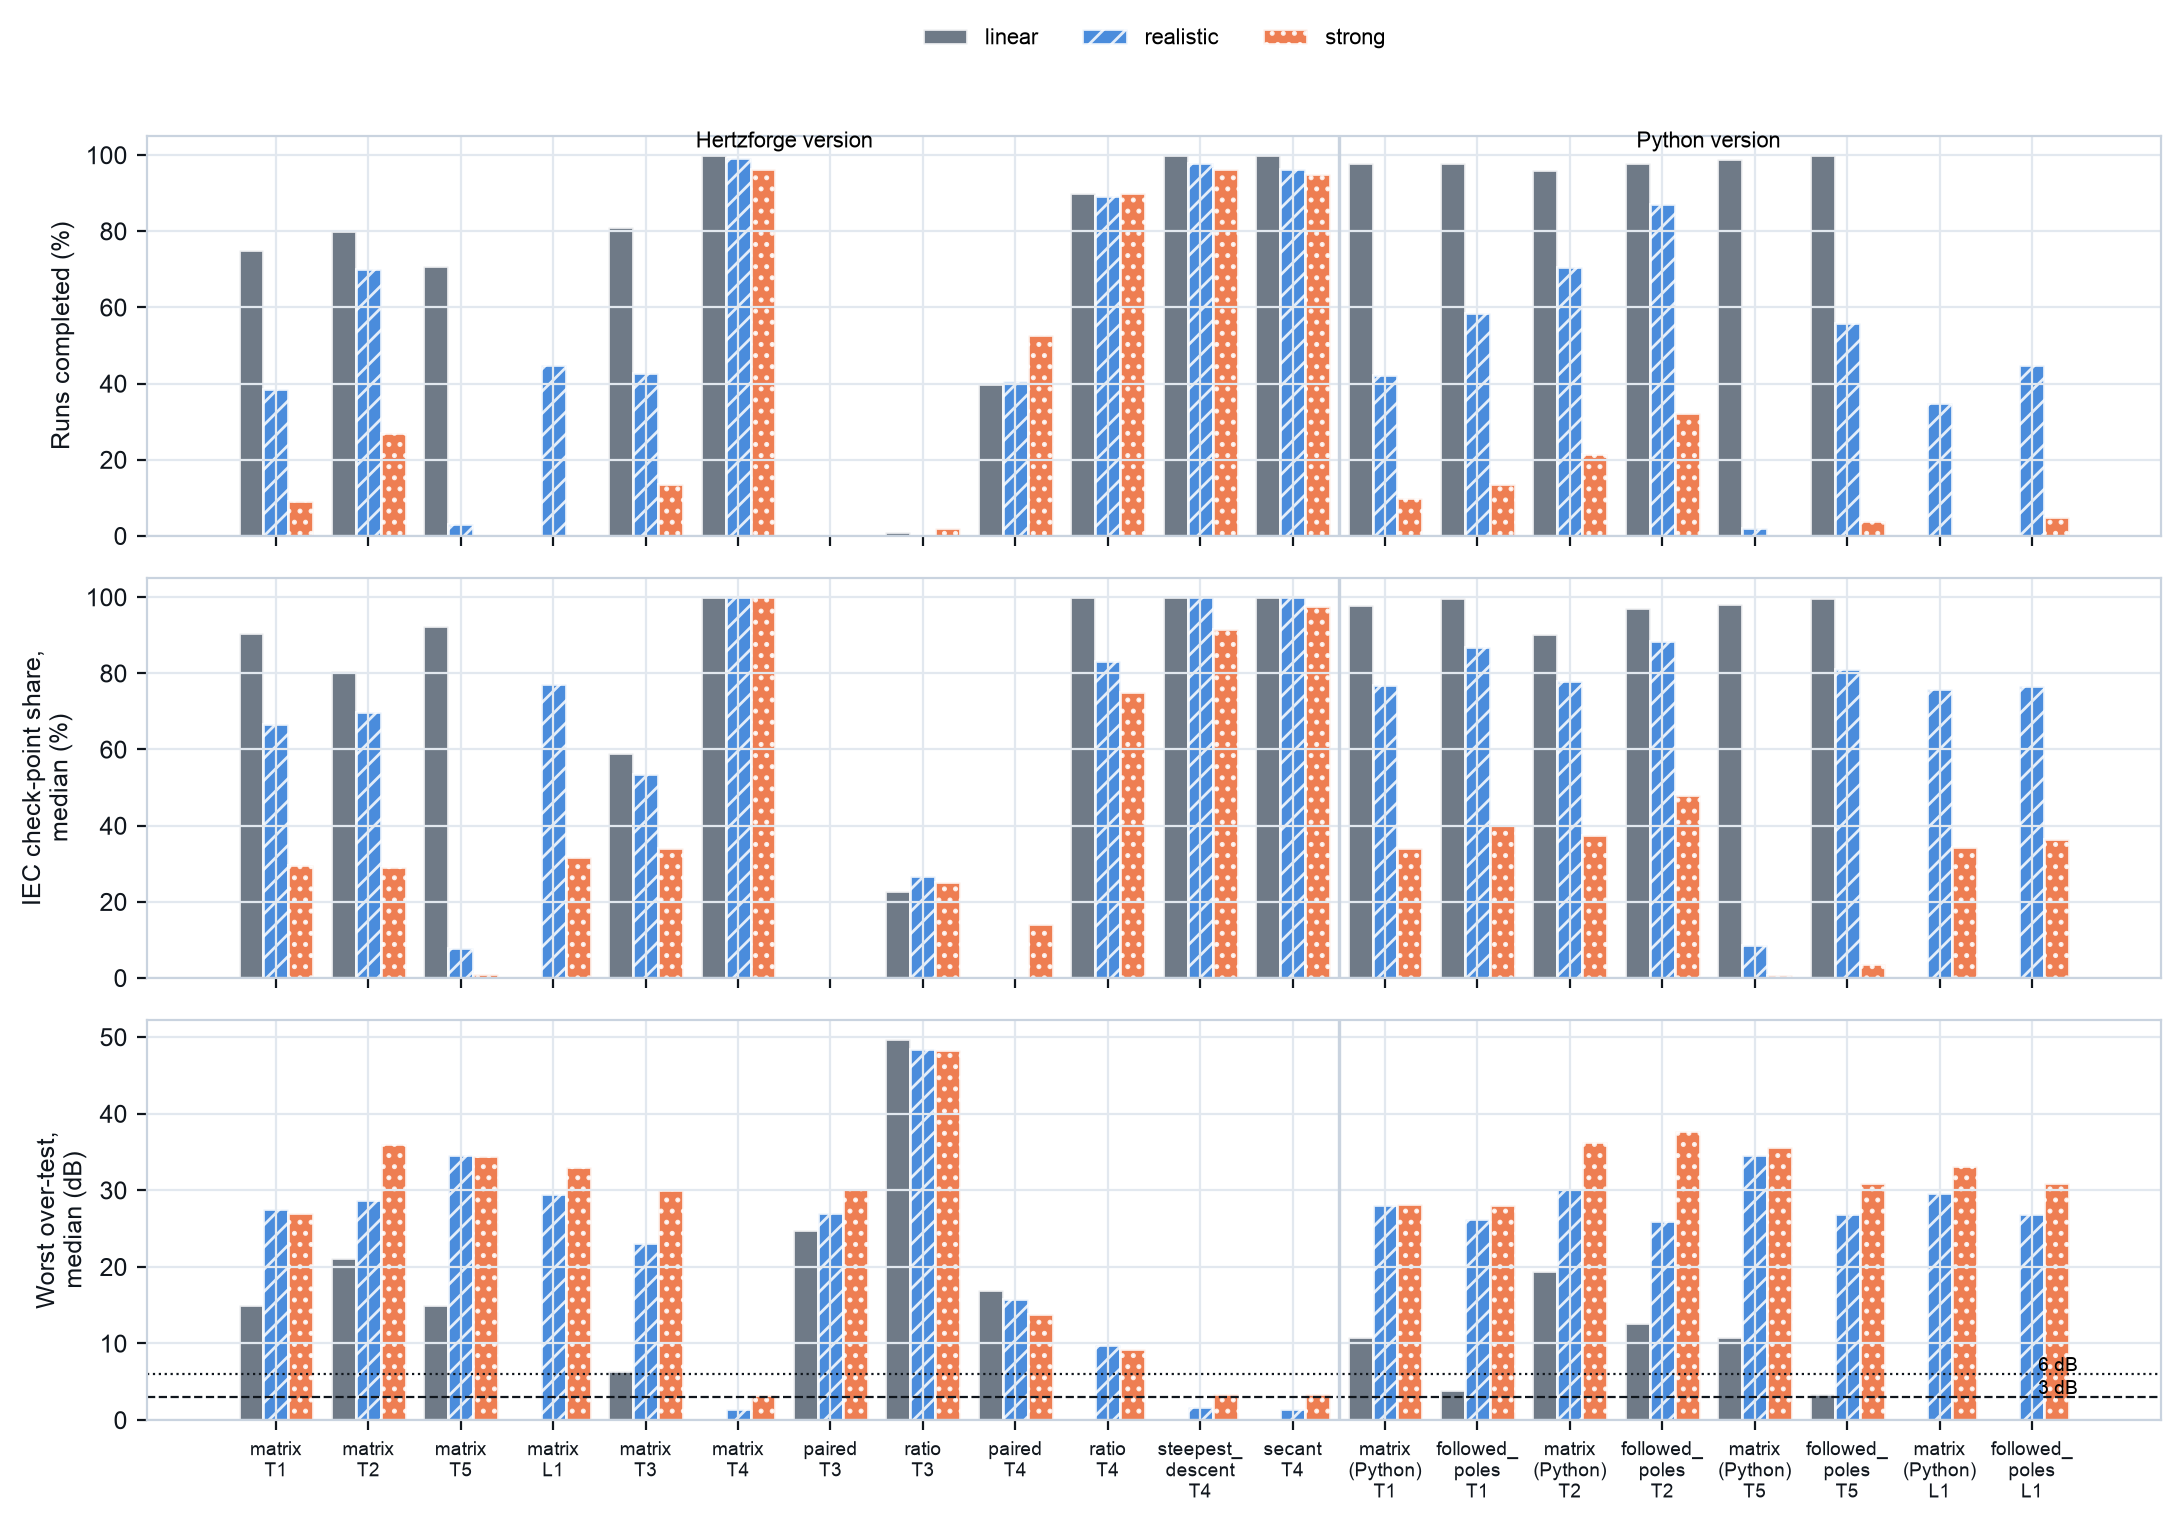 linear
realistic
strong
Hertzforge version
Python version
Runs completed (%)
100
80
60
40
20
0
IEC check-point share,
median (%)
100
80
60
40
20
0
Worst over-test,
median (dB)
50
40
30
20
10
0
6 dB
3 dB
matrix
T1
matrix
T2
matrix
T5
matrix
L1
matrix
T3
matrix
T4
paired
T3
ratio
T3
paired
T4
ratio
T4
steepest_
descent
T4
secant
T4
matrix
(Python)
T1
followed_
poles
T1
matrix
(Python)
T2
followed_
poles
T2
matrix
(Python)
T5
followed_
poles
T5
matrix
(Python)
L1
followed_
poles
L1